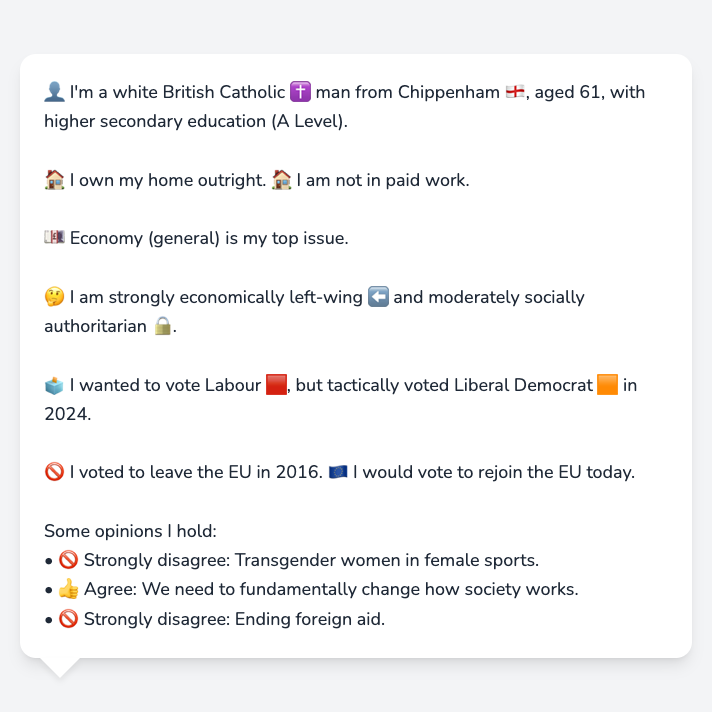 👤 I'm a white British Catholic ✝️ man from Chippenham 🏴󠁧󠁢󠁥󠁮󠁧󠁿, aged 61, with
higher secondary education (A Level).
🏠 I own my home outright. 🏠 I am not in paid work.
💷 Economy (general) is my top issue.
🤔 I am strongly economically left-wing ⬅️ and moderately socially
authoritarian 🔒.
🗳️ I wanted to vote Labour 🟥, but tactically voted Liberal Democrat 🟧 in
2024.
🚫 I voted to leave the EU in 2016. 🇪🇺 I would vote to rejoin the EU today.
Some opinions I hold:
• 🚫 Strongly disagree: Transgender women in female sports.
• 👍 Agree: We need to fundamentally change how society works.
• 🚫 Strongly disagree: Ending foreign aid.